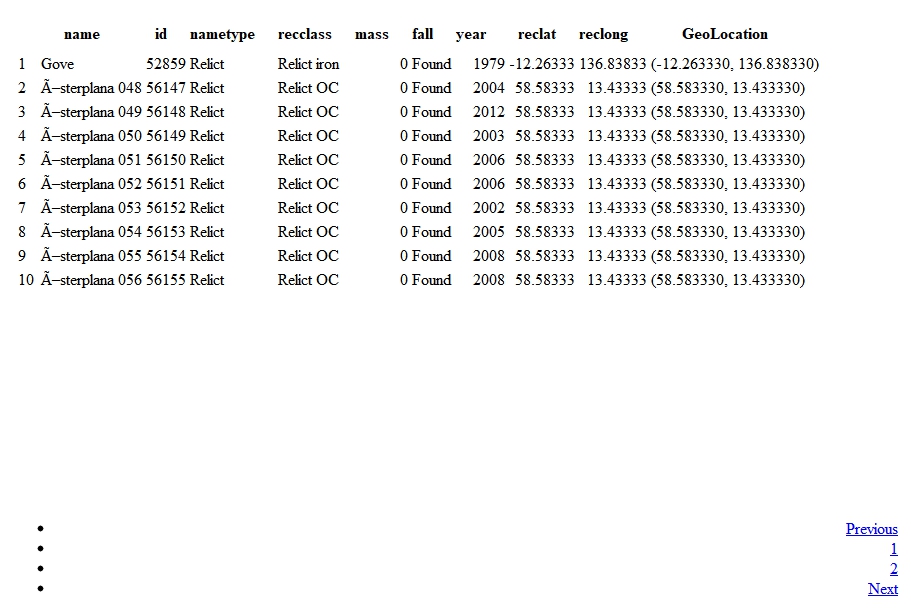 name id nametype recclass mass fall year reclat reclong GeoLocation
1 Gove 52859 Relict Relict iron 0 Found 1979 -12.26333 136.83833 (-12.263330, 136.838330)
2 Ã–sterplana 048 56147 Relict Relict OC 0 Found 2004 58.58333 13.43333 (58.583330, 13.433330)
3 Ã–sterplana 049 56148 Relict Relict OC 0 Found 2012 58.58333 13.43333 (58.583330, 13.433330)
4 Ã–sterplana 050 56149 Relict Relict OC 0 Found 2003 58.58333 13.43333 (58.583330, 13.433330)
5 Ã–sterplana 051 56150 Relict Relict OC 0 Found 2006 58.58333 13.43333 (58.583330, 13.433330)
6 Ã–sterplana 052 56151 Relict Relict OC 0 Found 2006 58.58333 13.43333 (58.583330, 13.433330)
7 Ã–sterplana 053 56152 Relict Relict OC 0 Found 2002 58.58333 13.43333 (58.583330, 13.433330)
8 Ã–sterplana 054 56153 Relict Relict OC 0 Found 2005 58.58333 13.43333 (58.583330, 13.433330)
9 Ã–sterplana 055 56154 Relict Relict OC 0 Found 2008 58.58333 13.43333 (58.583330, 13.433330)
10 Ã–sterplana 056 56155 Relict Relict OC 0 Found 2008 58.58333 13.43333 (58.583330, 13.433330)
• Previous
• 1
• 2
• Next